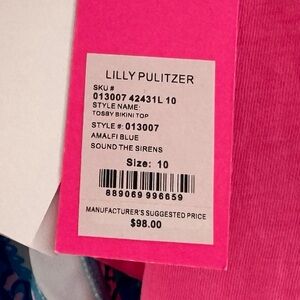 LILLY PULITZER
SKU#
013007 42431L 10
STYLE NAME:
TOSBY BIKINI TOP
STYLE #: 013007
AMALFI BLUE
SOUND THE SIRENS
Size: 10
889069 996659
MANUFACTURER'S SUGGESTED PRICE
$98.00